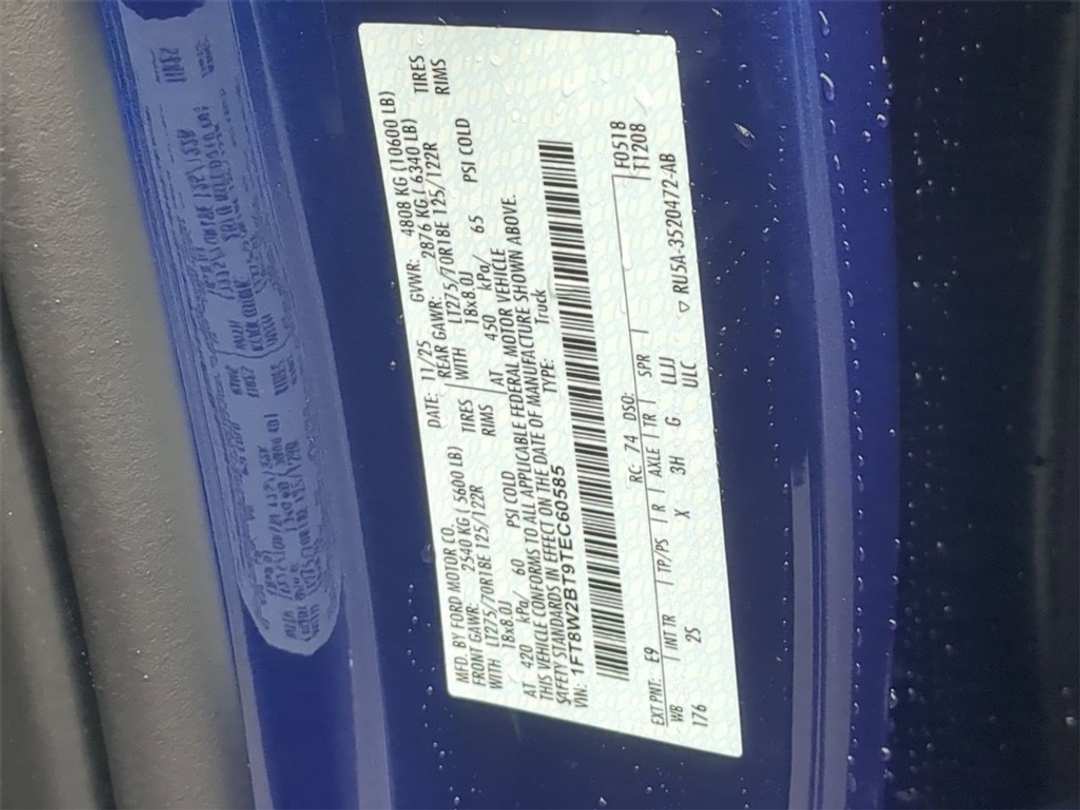 MFD. BY FORD MOTOR CO.
DATE: 11/25 GVWR: 4808 KG (10600 LB)
FRONT GAWR: 2540 KG ( 5600 LB) REAR GAWR: 2876 KG ( 6340 LB)
WITH LT275/70R18E 125/122R TIRES WITH LT275/70R18E 125/122R TIRES
18x8.0J RIMS 18x8.0J RIMS
AT 420 kPa/ 60 PSI COLD AT 450 kPa/ 65 PSI COLD
THIS VEHICLE CONFORMS TO ALL APPLICABLE FEDERAL MOTOR VEHICLE
SAFETY STANDARDS IN EFFECT ON THE DATE OF MANUFACTURE SHOWN ABOVE.
VIN: 1FT8W2BT9TEC60585 TYPE: Truck
EXT PNT: E9 RC: 74 DSO: F0518
WB INT TR TP/PS R AXLE TR SPR T1208
176 2S X 3H G LLJJ
ULC ▽ RU5A-3520472-AB